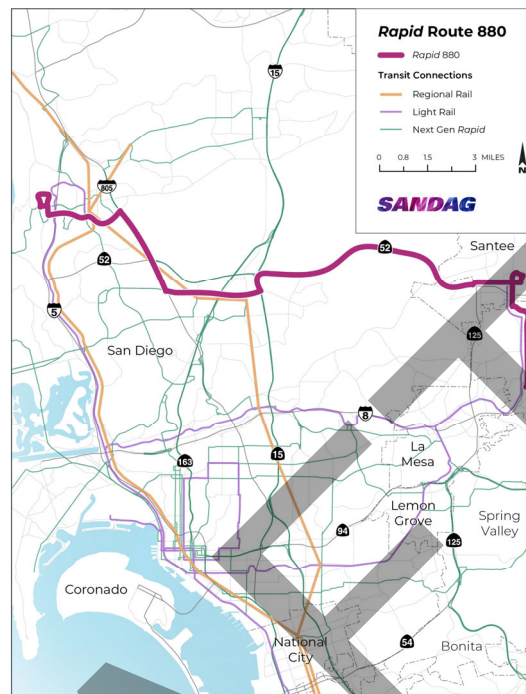 Rapid Route 880
Rapid 880
Transit Connections
Regional Rail
Light Rail
Next Gen Rapid
0 0.8 1.5 3 MILES
N
SANDAG
15
805
52
52
Santee
5
125
San Diego
8
163
15
La
Mesa
94
Lemon
Grove
Spring
Valley
125
Coronado
National
City
54
Bonita